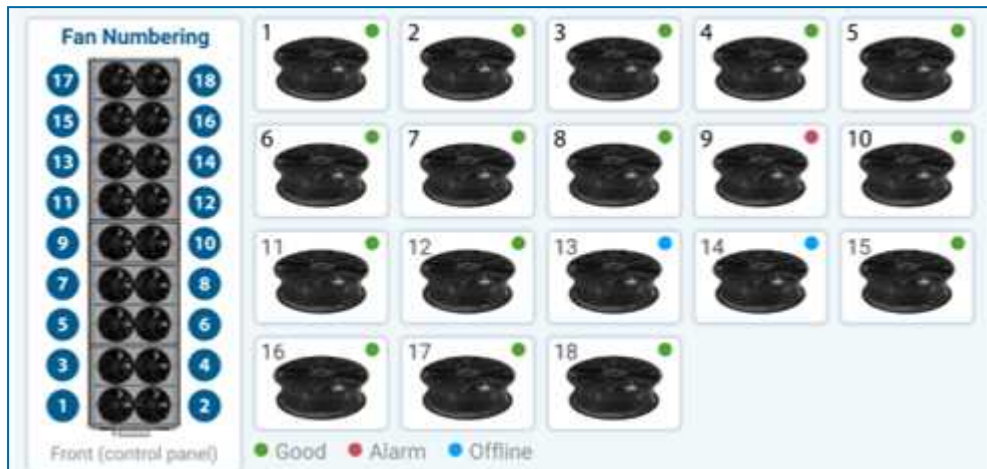 Fan Numbering
17 18
15 16
13 14
11 12
9 10
7 8
5 6
3 4
1 2
Front (control panel)
1 2 3 4 5
6 7 8 9 10
11 12 13 14 15
16 17 18
Good Alarm Offline